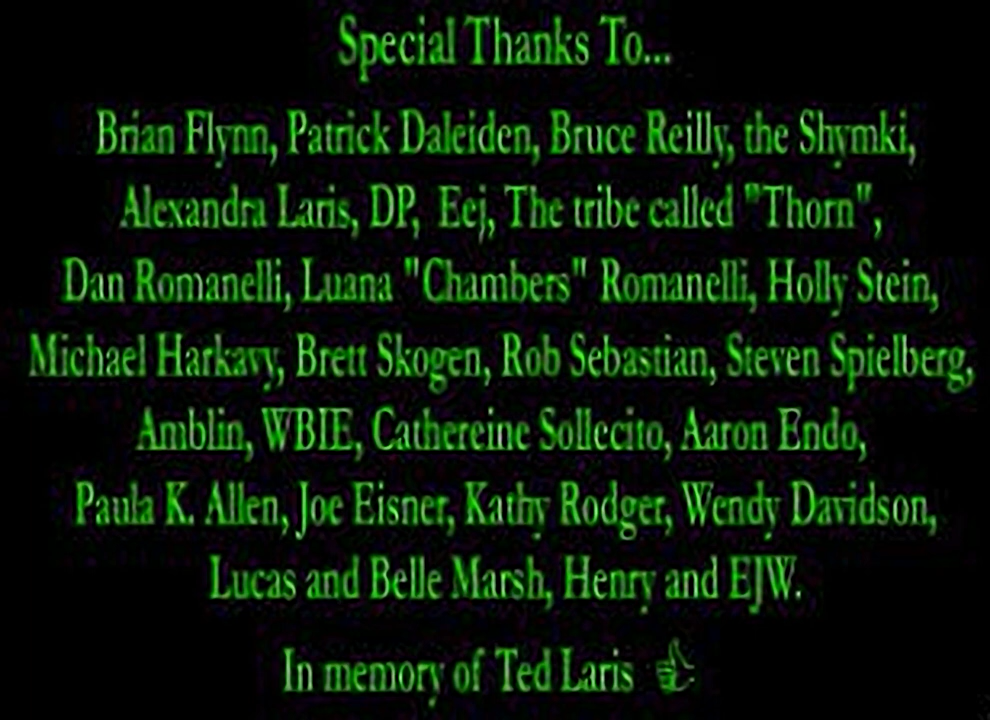 Special Thanks To...
Brian Flynn, Patrick Daleiden, Bruce Reilly, the Shymki,
Alexandra Laris, DP, Eej, The tribe called "Thorn",
Dan Romanelli, Luana "Chambers" Romanelli, Holly Stein,
Michael Harkavy, Brett Skogen, Rob Sebastian, Steven Spielberg,
Amblin, WBIE, Cathereine Sollecito, Aaron Endo,
Paula K. Allen, Joe Eisner, Kathy Rodger, Wendy Davidson,
Lucas and Belle Marsh, Henry and EJW.
In memory of Ted Laris 👍